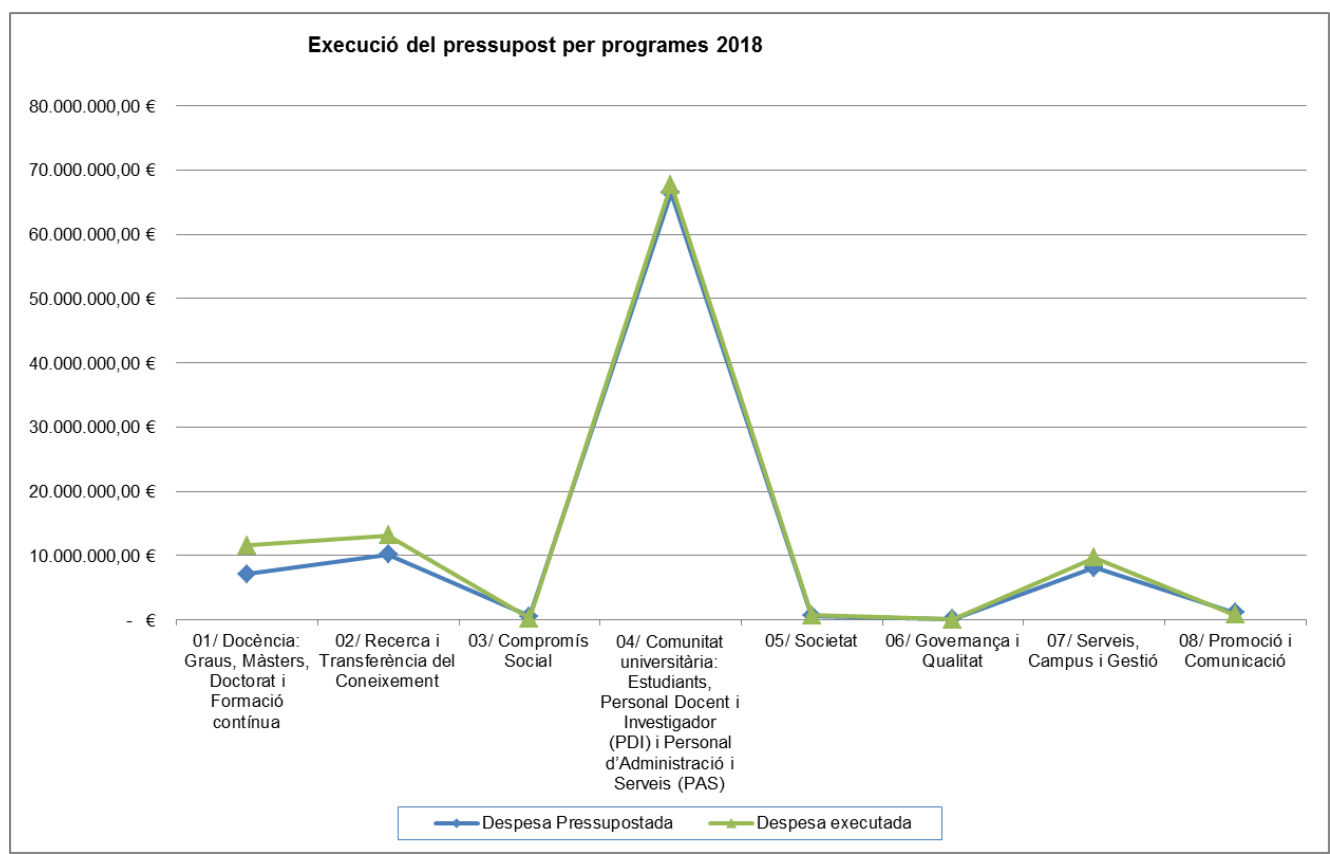 Execució del pressupost per programes 2018
80.000.000,00 €
70.000.000,00 €
60.000.000,00 €
50.000.000,00 €
40.000.000,00 €
30.000.000,00 €
20.000.000,00 €
10.000.000,00 €
- €
01/ Docència:
Graus, Màsters,
Doctorat i
Formació
contínua
02/ Recerca i
Transferència del
Coneixement
03/ Compromís
Social
04/ Comunitat
universitària:
Estudiants,
Personal Docent i
Investigador
(PDI) i Personal
d’Administració i
Serveis (PAS)
05/ Societat
06/ Governança i
Qualitat
07/ Serveis,
Campus i Gestió
08/ Promoció i
Comunicació
Despesa Pressupostada
Despesa executada